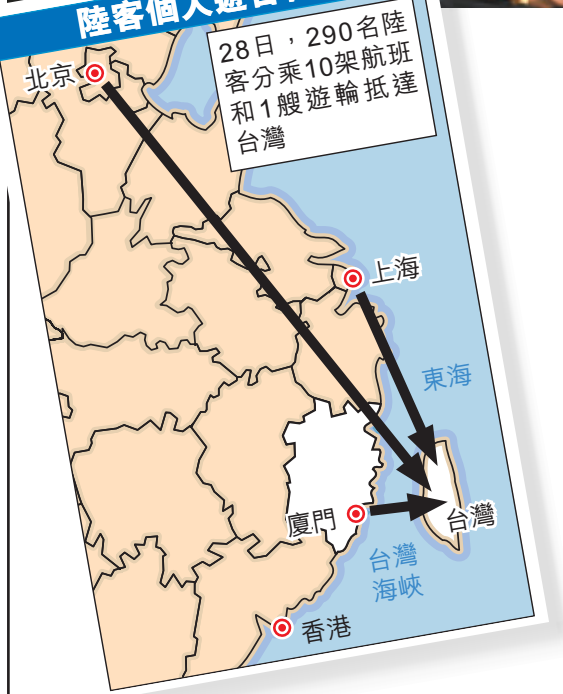 陸客個人遊台
28日,290名陸
客分乘10架航班
和1艘遊輪抵達
台灣
北京
上海
東海
廈門
台灣
台灣
海峽
香港